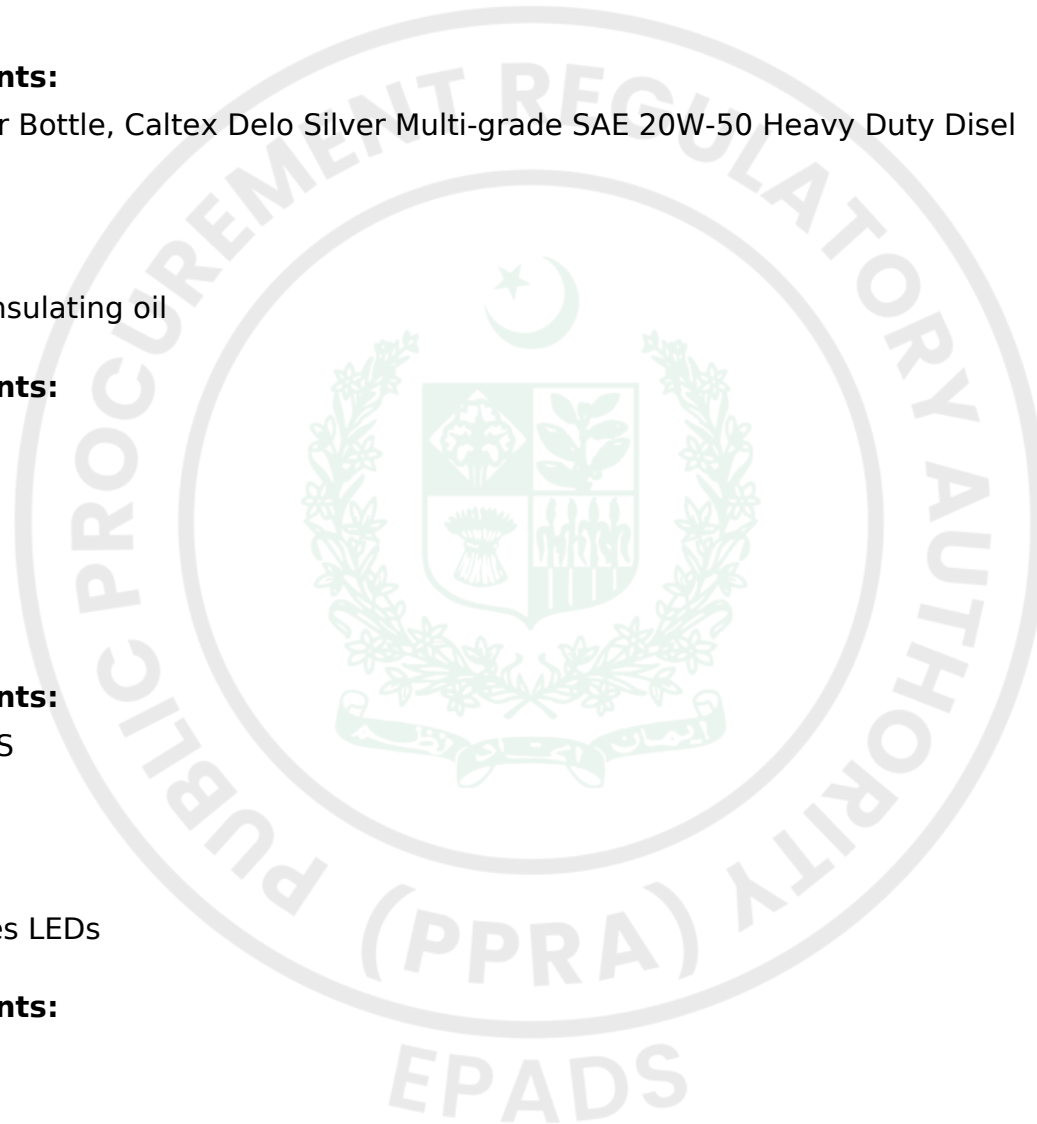 nts:
r Bottle, Caltex Delo Silver Multi-grade SAE 20W-50 Heavy Duty Disel
nsulating oil
nts:
nts:
S
es LEDs
nts:
PUBLIC PROCUREMENT REGULATORY AUTHORITY
(PPRA)
EPADS